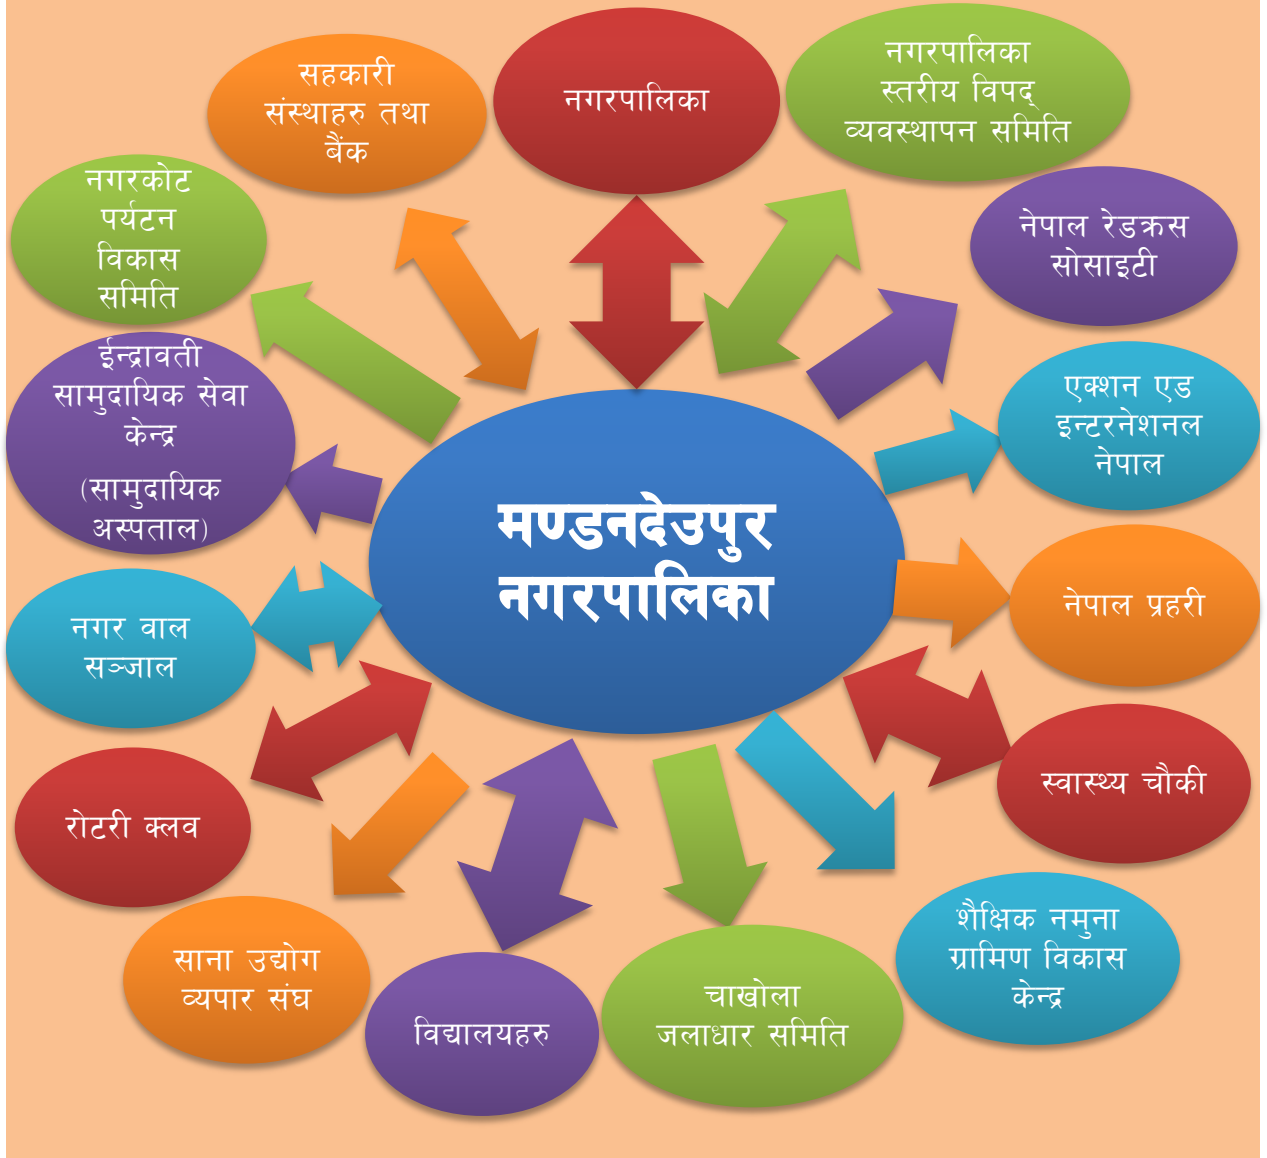 सहकारी
संस्थाहरु तथा
बैंक
नगरपालिका
नगरपालिका
स्तरीय विपद्
व्यवस्थापन समिति
नगरकोट
पर्यटन
विकास
समिति
नेपाल रेडक्रस
सोसाइटी
ईन्द्रावती
सामुदायिक सेवा
केन्द्र
(सामुदायिक
अस्पताल)
एक्शन एड
इन्टरनेशनल
नेपाल
मण्डनदेउपुर
नगरपालिका
नगर वाल
सञ्जाल
नेपाल प्रहरी
रोटरी क्लव
स्वास्थ्य चौकी
साना उद्योग
व्यपार संघ
विद्यालयहरु
चाखोला
जलाधार समिति
शैक्षिक नमुना
ग्रामिण विकास
केन्द्र